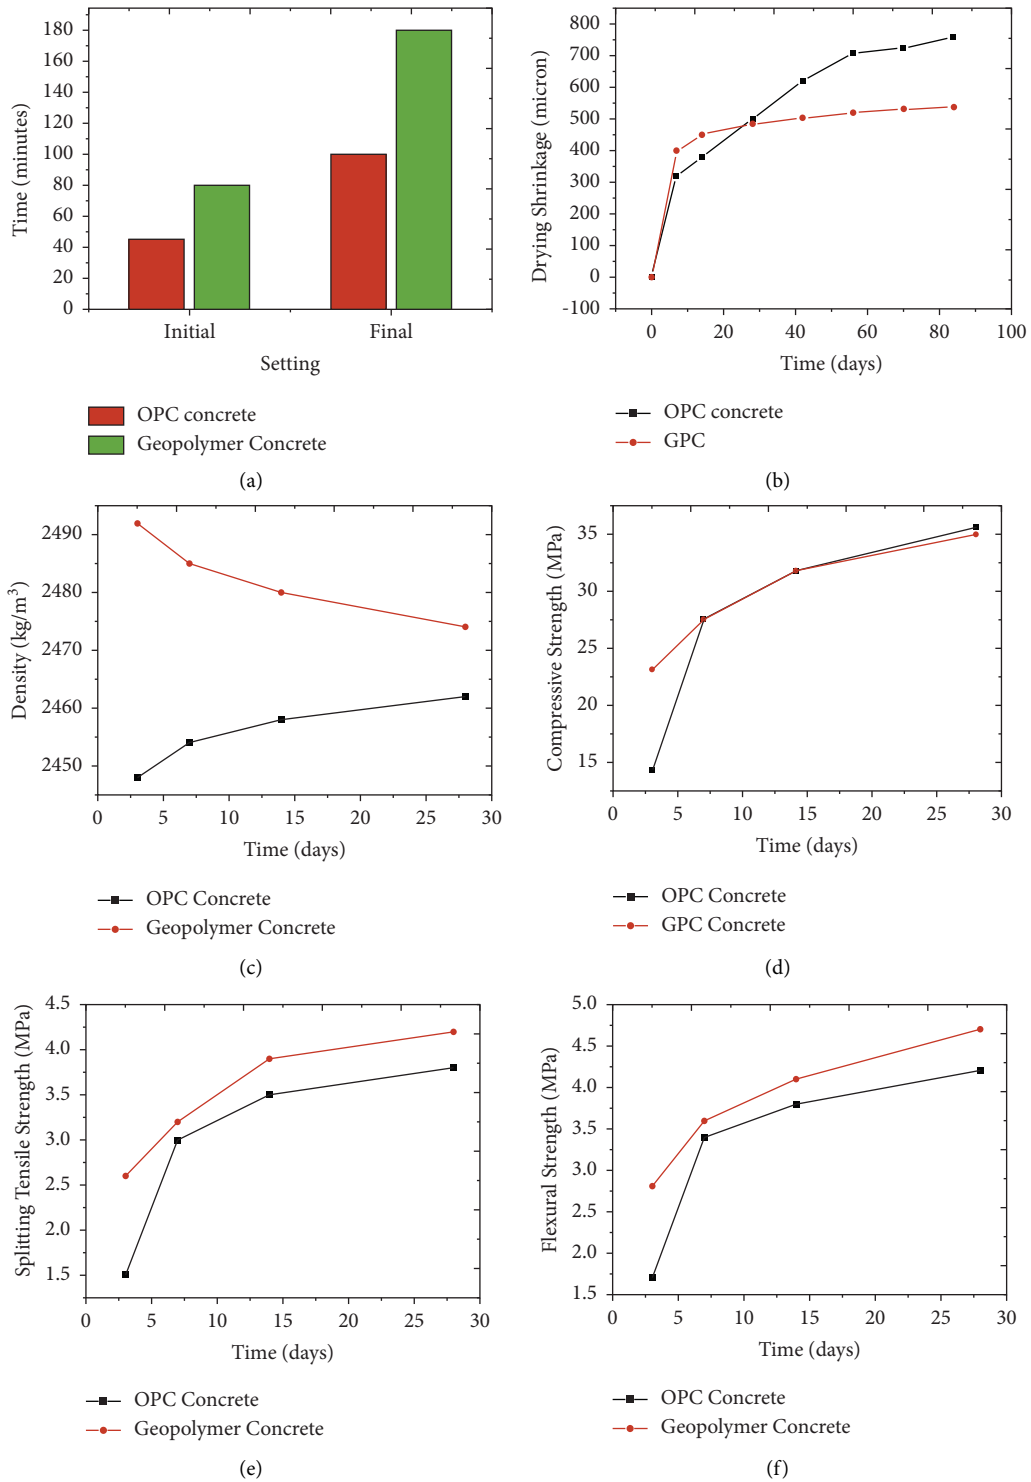 180
160
140
120
100
80
60
40
20
0
Time (minutes)
Initial
Final
Setting
OPC concrete
Geopolymer Concrete
(a)
800
700
600
500
400
300
200
100
0
-100
Drying Shrinkage (micron)
0 20 40 60 80 100
Time (days)
OPC concrete
GPC
(b)
2490
2480
2470
2460
2450
Density (kg/m³)
0 5 10 15 20 25 30
Time (days)
OPC Concrete
Geopolymer Concrete
(c)
35
30
25
20
15
Compressive Strength (MPa)
0 5 10 15 20 25 30
Time (days)
OPC Concrete
GPC Concrete
(d)
4.5
4.0
3.5
3.0
2.5
2.0
1.5
Splitting Tensile Strength (MPa)
0 5 10 15 20 25 30
Time (days)
OPC Concrete
Geopolymer Concrete
(e)
5.0
4.5
4.0
3.5
3.0
2.5
2.0
1.5
Flexural Strength (MPa)
0 5 10 15 20 25 30
Time (days)
OPC Concrete
Geopolymer Concrete
(f)